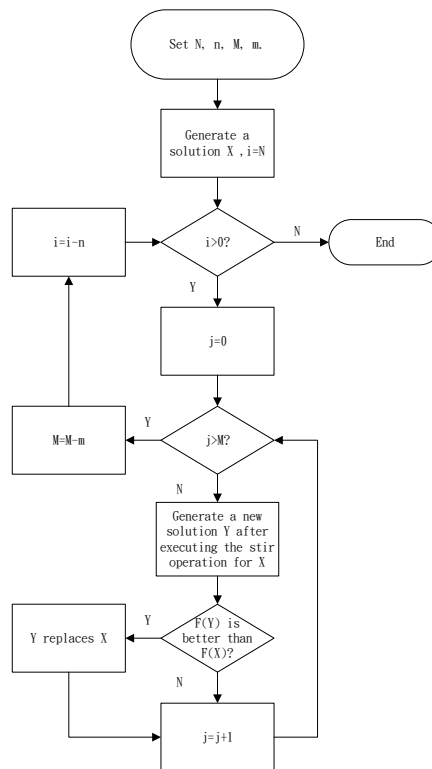 Set N, n, M, m.
Generate a
solution X ,i=N
i=i-n
i>0?
N
End
Y
j=0
M=M-m
Y
j>M?
N
Generate a new
solution Y after
executing the stir
operation for X
Y replaces X
Y
F(Y) is
better than
F(X)?
N
j=j+1